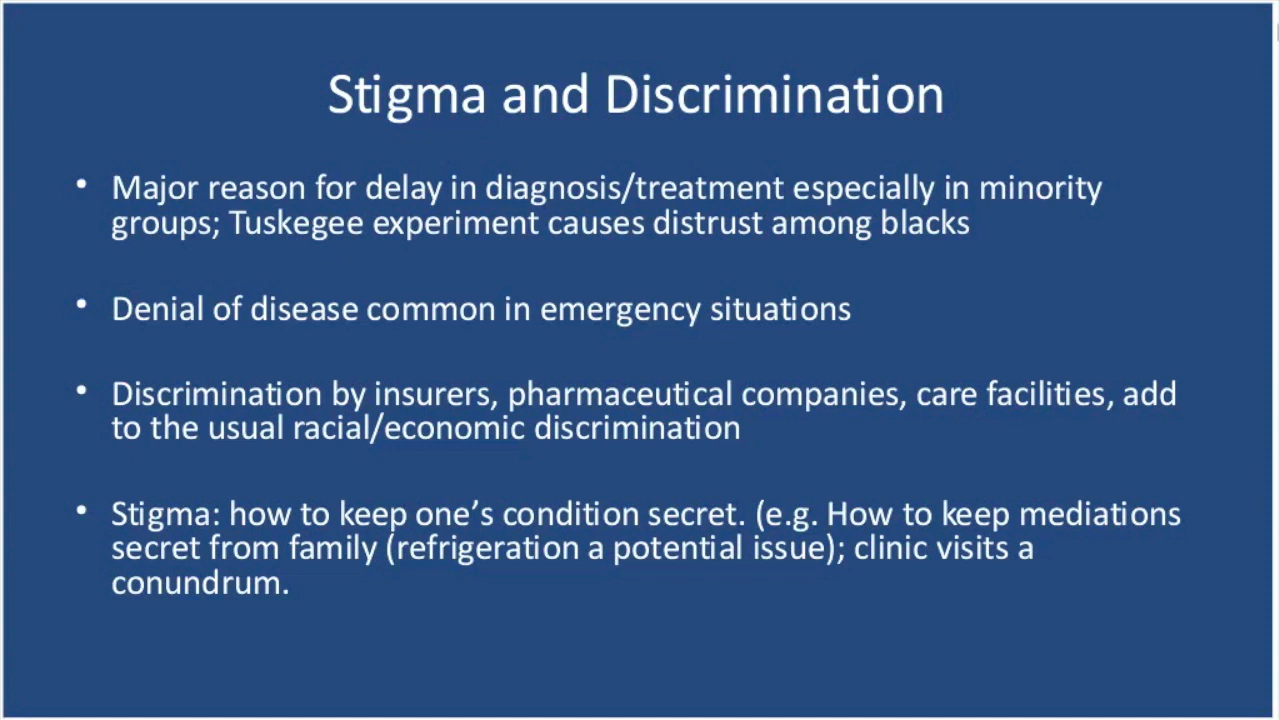 Stigma and Discrimination
• Major reason for delay in diagnosis/treatment especially in minority
groups; Tuskegee experiment causes distrust among blacks
• Denial of disease common in emergency situations
• Discrimination by insurers, pharmaceutical companies, care facilities, add
to the usual racial/economic discrimination
• Stigma: how to keep one’s condition secret. (e.g. How to keep mediations
secret from family (refrigeration a potential issue); clinic visits a
conundrum.